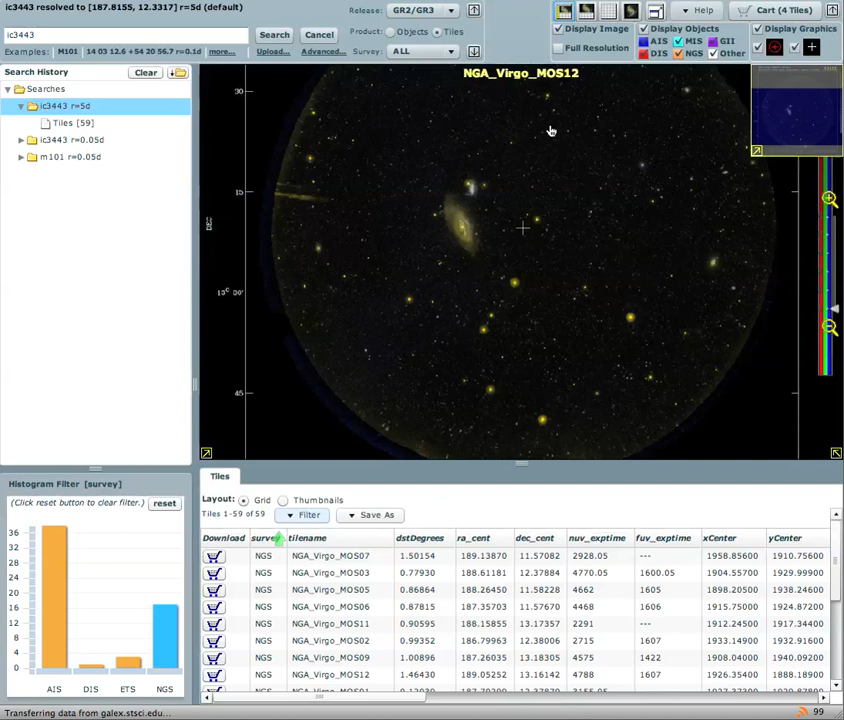 ic3443 resolved to [187.8155, 12.3317] r=5d (default)
Release: GR2/GR3
Help
Cart (4 Tiles)
ic3443
Search
Cancel
Product: Objects Tiles
Display Image
Display Objects
Display Graphics
Examples: M101 14 03 12.6 +54 20 56.7 r=0.1d more...
Upload... Advanced...
Survey: ALL
Full Resolution
AIS MIS GII
DIS NGS Other
Search History
Clear
NGA_Virgo_MOS12
Searches
ic3443 r=5d
Tiles [59]
ic3443 r=0.05d
m101 r=0.05d
30
15
DEC
15° 00'
45
Histogram Filter [survey]
(Click reset button to clear filter.) reset
36
32
28
24
20
16
12
8
4
0
AIS DIS ETS NGS
Tiles
Layout: Grid Thumbnails
Tiles 1-59 of 59
Filter
Save As
Download survey tilename dstDegrees ra_cent dec_cent nuv_exptime fuv_exptime xCenter yCenter
NGS NGA_Virgo_MOS07 1.50154 189.13870 11.57082 2928.05 --- 1958.85600 1910.75600
NGS NGA_Virgo_MOS03 0.77930 188.61181 12.37884 4770.05 1600.05 1904.55700 1929.99900
NGS NGA_Virgo_MOS05 0.86864 188.26450 11.58228 4662 1605 1898.20500 1938.24600
NGS NGA_Virgo_MOS06 0.87815 187.35703 11.57670 4468 1606 1915.75000 1924.87200
NGS NGA_Virgo_MOS11 0.90595 188.15855 13.17357 2291 --- 1912.24500 1917.34400
NGS NGA_Virgo_MOS02 0.99352 186.79963 12.38006 2715 1607 1933.14900 1932.91600
NGS NGA_Virgo_MOS09 1.00896 187.26035 13.18305 4575 1422 1908.04000 1940.09200
NGS NGA_Virgo_MOS12 1.46430 189.05252 13.16142 4788 1607 1926.35400 1888.18900
Transferring data from galex.stsci.edu...
99